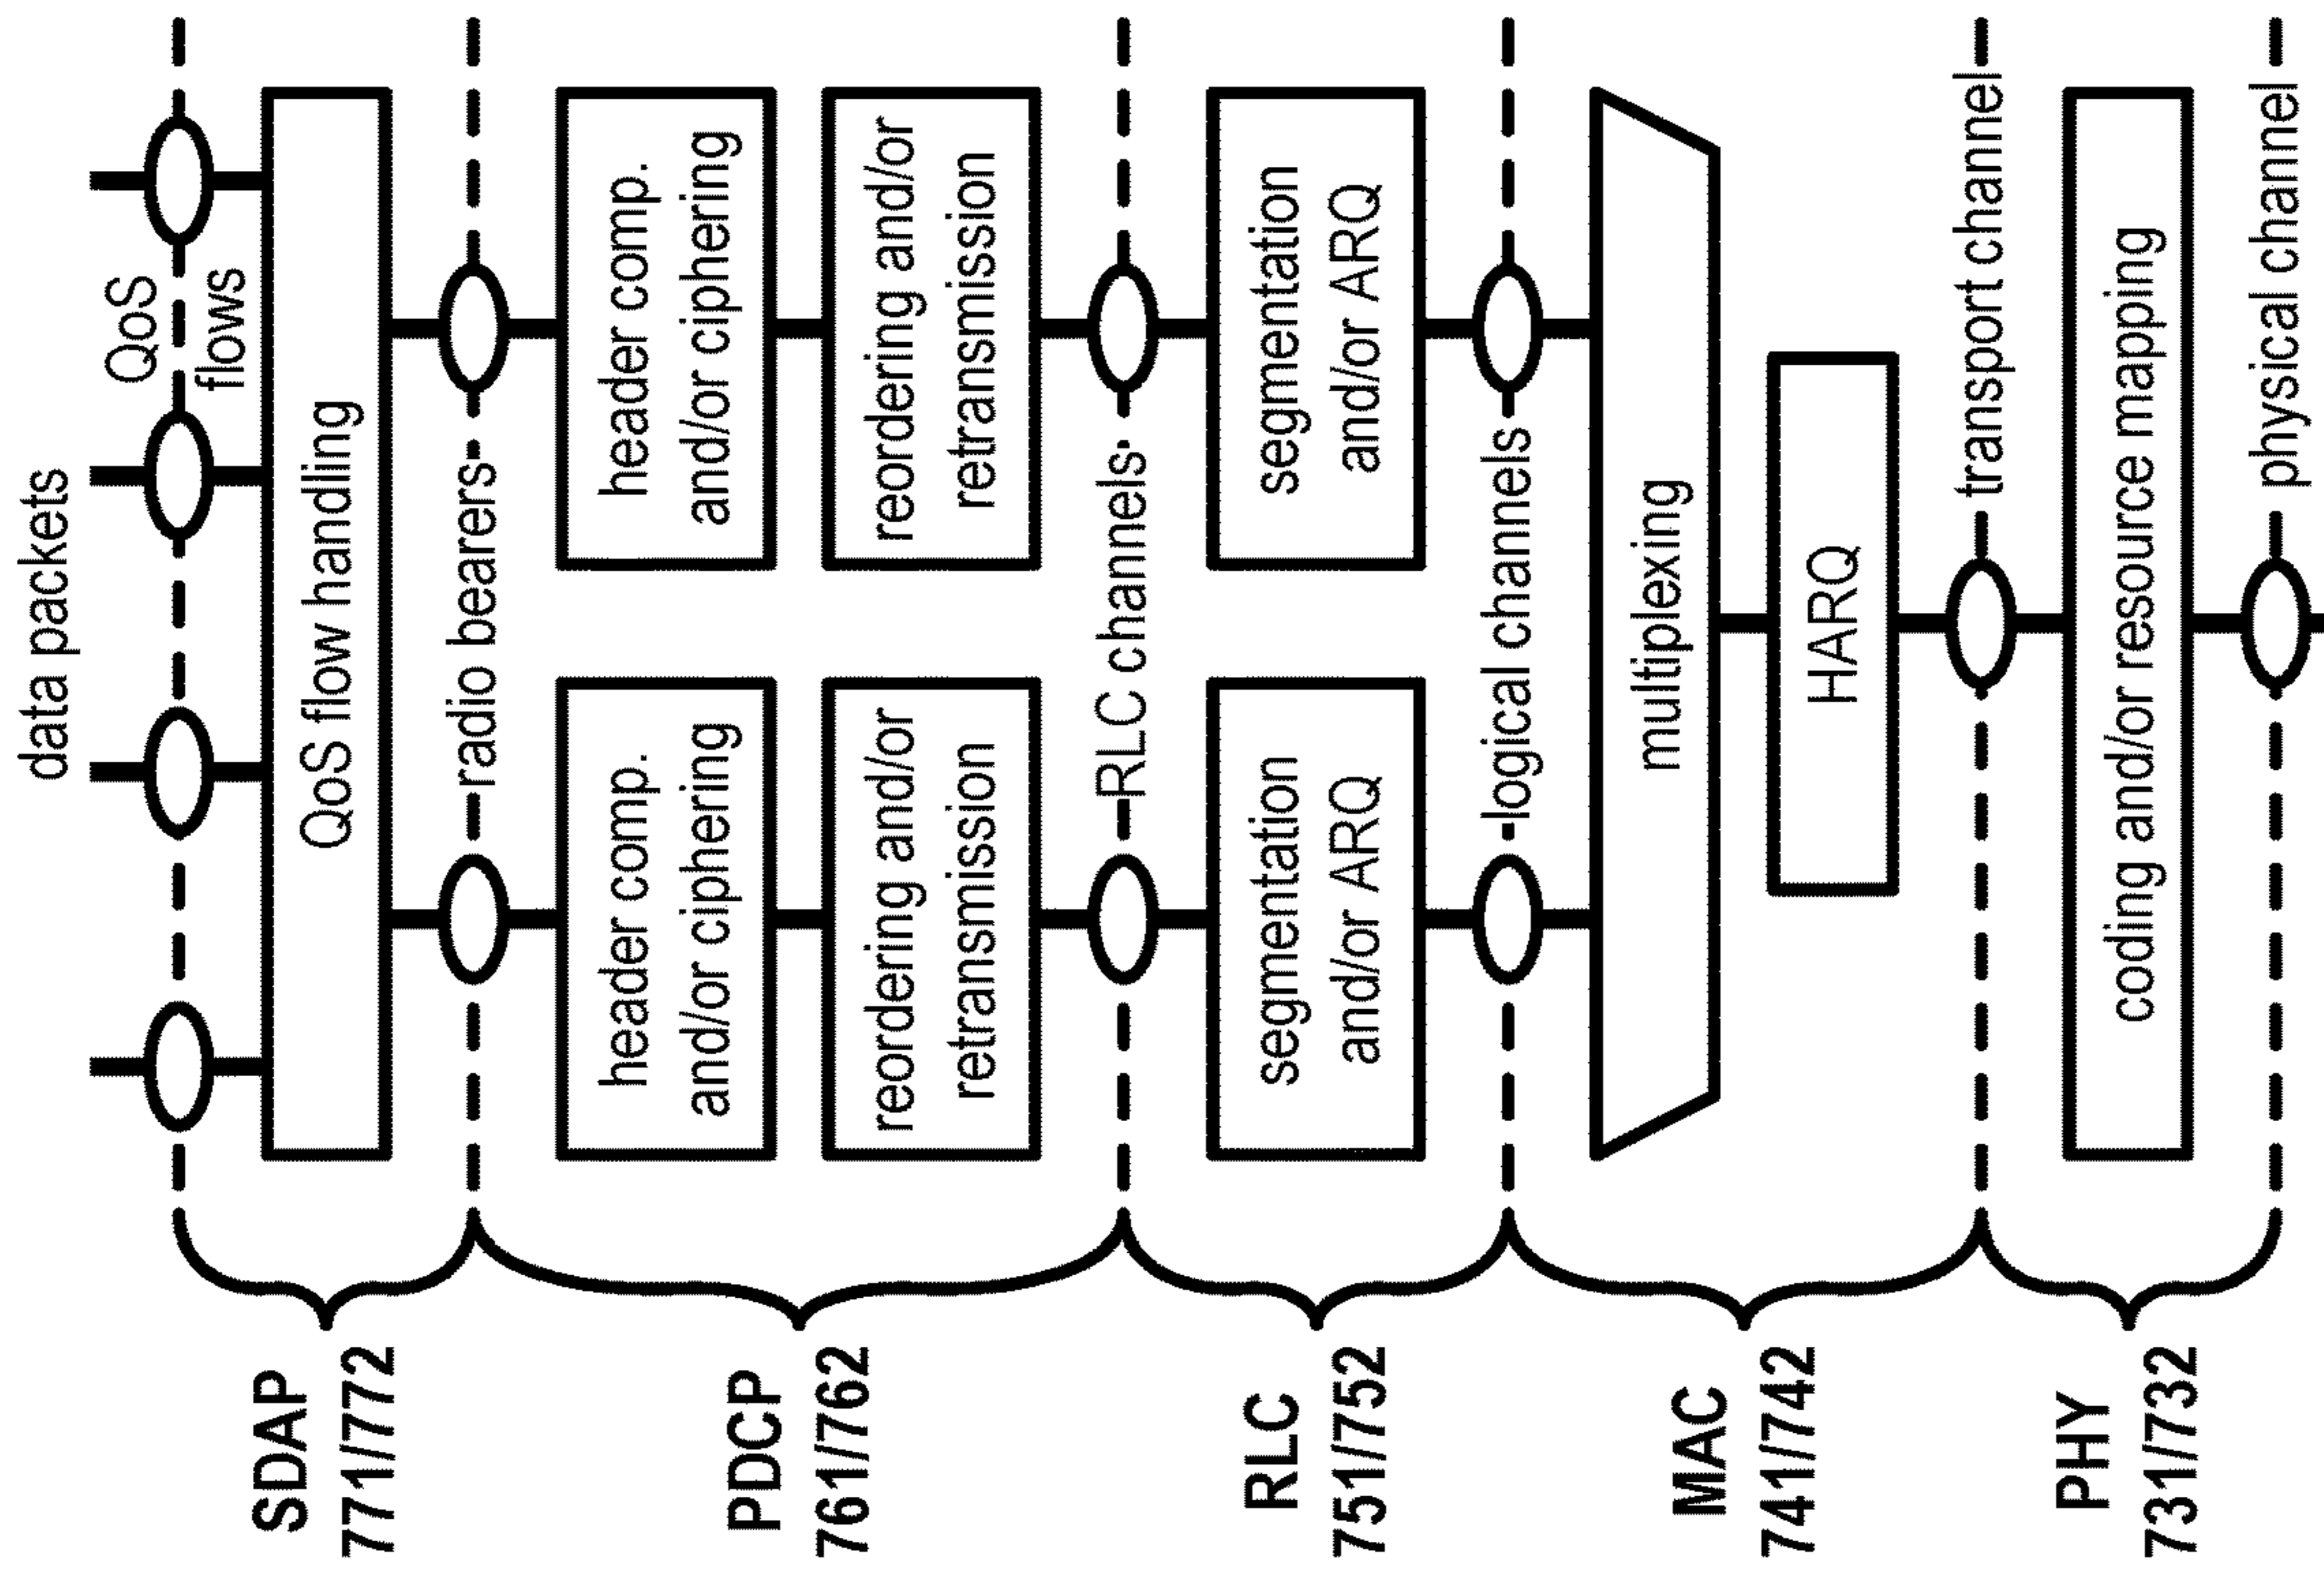 data packets
QoS
flows
SDAP
771/772
QoS flow handling
radio bearers
PDCP
761/762
header comp.
and/or ciphering
header comp.
and/or ciphering
reordering and/or
retransmission
reordering and/or
retransmission
RLC channels
RLC
751/752
segmentation
and/or ARQ
segmentation
and/or ARQ
logical channels
MAC
741/742
multiplexing
HARQ
transport channel
PHY
731/732
coding and/or resource mapping
physical channel